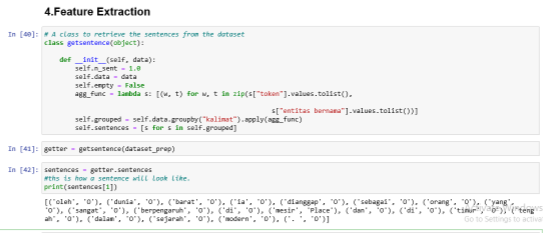 4.Feature Extraction
In [40]: # A class to retrieve the sentences from the dataset
class getsentence(object):
def __init__(self, data):
self.n_sent = 1.0
self.data = data
self.empty = False
agg_func = lambda s: [(w, t) for w, t in zip(s["token"].values.tolist(),
s["entitas bernama"].values.tolist())]
self.grouped = self.data.groupby("kalimat").apply(agg_func)
self.sentences = [s for s in self.grouped]
In [41]: getter = getsentence(dataset_prep)
In [42]: sentences = getter.sentences
#ths is how a sentence will look like.
print(sentences[1])
[('oleh', 'O'), ('dunia', 'O'), ('barat', 'O'), ('ia', 'O'), ('dianggap', 'O'), ('sebagai', 'O'), ('orang', 'O'), ('yang',
'O'), ('sangat', 'O'), ('berpengaruh', 'O'), ('di', 'O'), ('mesir', 'Place'), ('dan', 'O'), ('di', 'O'), ('timur', 'O'), ('teng
ah', 'O'), ('dalam', 'O'), ('sejarah', 'O'), ('modern', 'O'), ('. ', 'O')]
Go to Settings to active